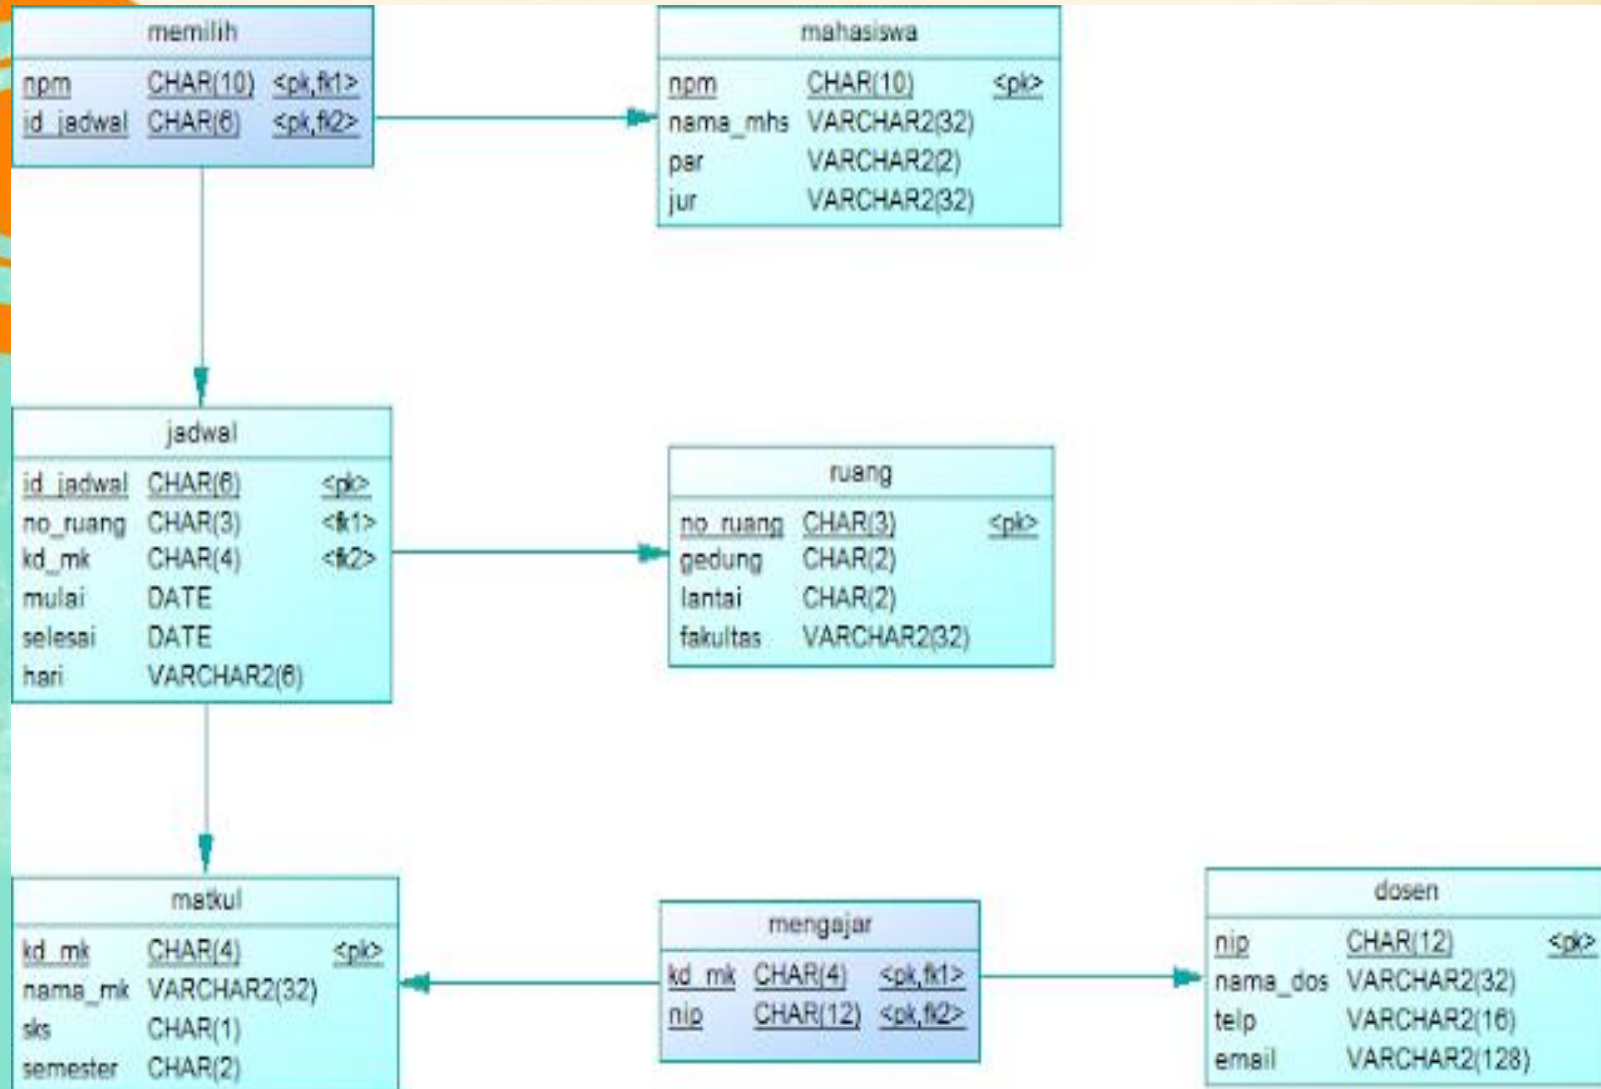 memilih
npm CHAR(10) <pk,fk1>
id_jadwal CHAR(6) <pk,fk2>
mahasiswa
npm CHAR(10) <pk>
nama_mhs VARCHAR2(32)
par VARCHAR2(2)
jur VARCHAR2(32)
jadwal
id_jadwal CHAR(6) <pk>
no_ruang CHAR(3) <fk1>
kd_mk CHAR(4) <fk2>
mulai DATE
selesai DATE
hari VARCHAR2(6)
ruang
no_ruang CHAR(3) <pk>
gedung CHAR(2)
lantai CHAR(2)
fakultas VARCHAR2(32)
matkul
kd_mk CHAR(4) <pk>
nama_mk VARCHAR2(32)
sks CHAR(1)
semester CHAR(2)
mengajar
kd_mk CHAR(4) <pk,fk1>
nip CHAR(12) <pk,fk2>
dosen
nip CHAR(12) <pk>
nama_dos VARCHAR2(32)
telp VARCHAR2(16)
email VARCHAR2(128)